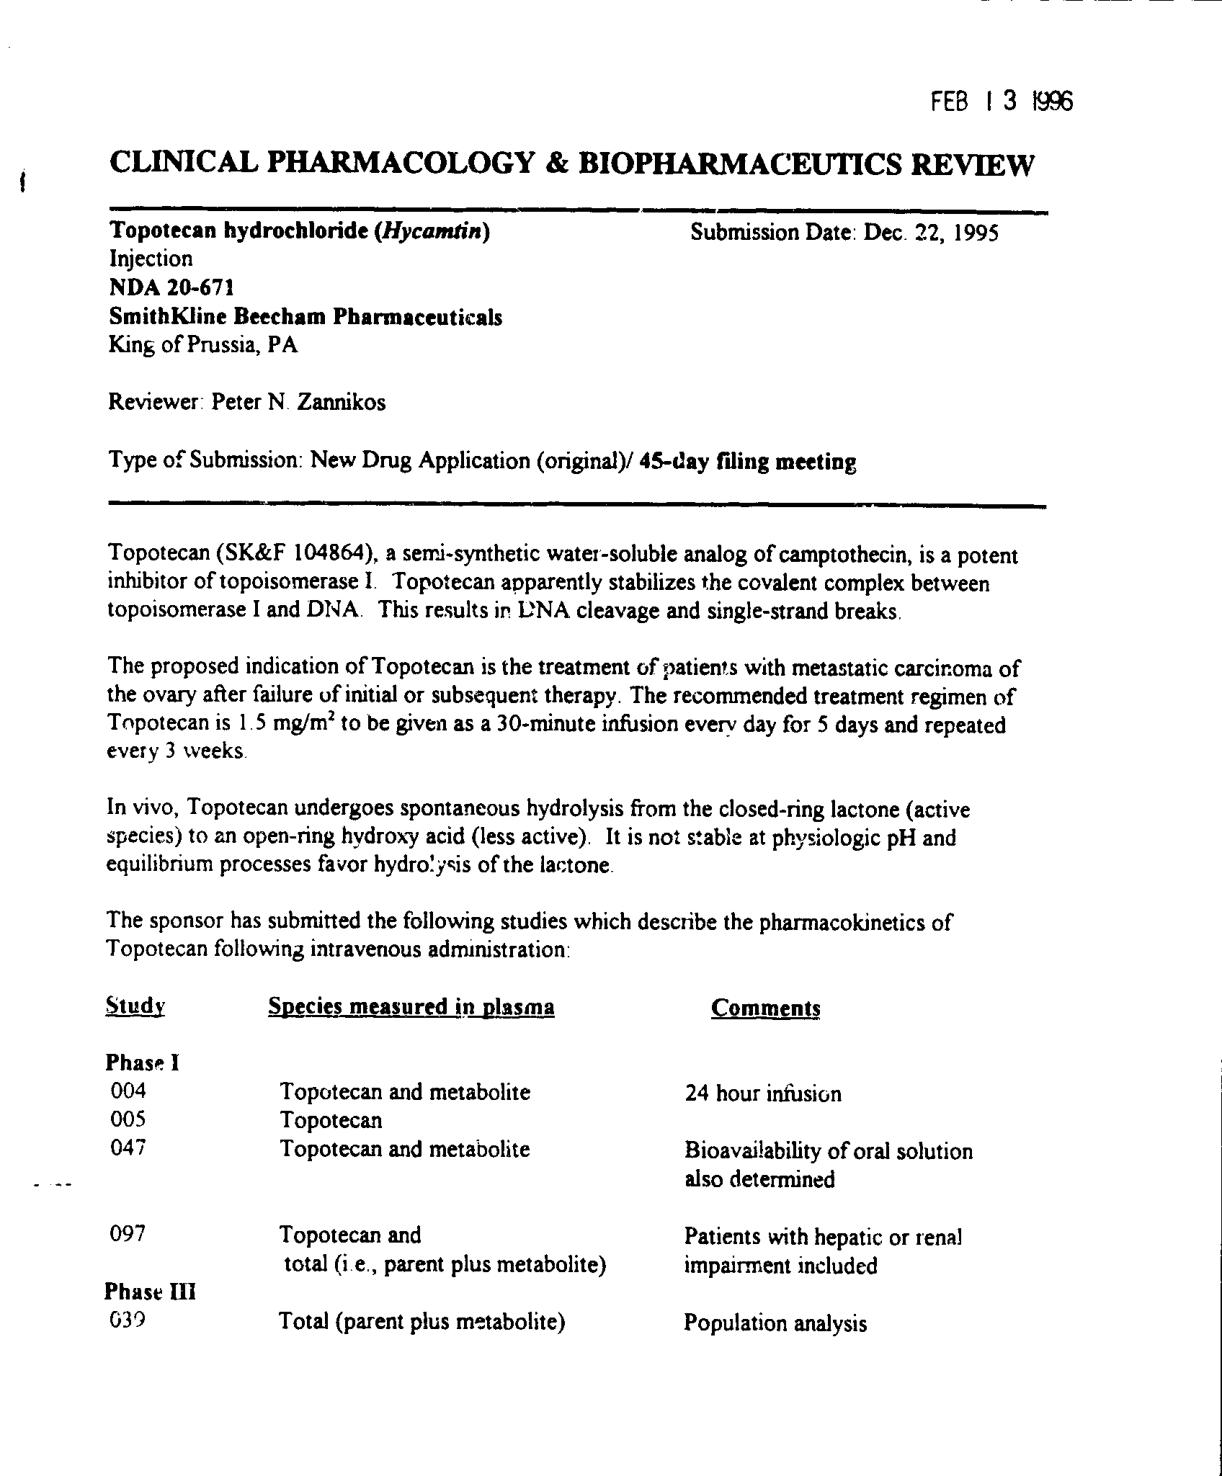 FEB 13 1996
CLINICAL PHARMACOLOGY & BIOPHARMACEUTICS REVIEW
Topotecan hydrochloride (Hycamtin) Submission Date: Dec. 22, 1995
Injection
NDA 20-671
SmithKline Beecham Pharmaceuticals
King of Prussia, PA
Reviewer: Peter N. Zannikos
Type of Submission: New Drug Application (original)/ 45-day filing meeting
Topotecan (SK&F 104864), a semi-synthetic water-soluble analog of camptothecin, is a potent
inhibitor of topoisomerase I. Topotecan apparently stabilizes the covalent complex between
topoisomerase I and DNA. This results in DNA cleavage and single-strand breaks.
The proposed indication of Topotecan is the treatment of patients with metastatic carcinoma of
the ovary after failure of initial or subsequent therapy. The recommended treatment regimen of
Topotecan is 1.5 mg/m² to be given as a 30-minute infusion every day for 5 days and repeated
every 3 weeks.
In vivo, Topotecan undergoes spontaneous hydrolysis from the closed-ring lactone (active
species) to an open-ring hydroxy acid (less active). It is not stable at physiologic pH and
equilibrium processes favor hydrolysis of the lactone.
The sponsor has submitted the following studies which describe the pharmacokinetics of
Topotecan following intravenous administration:
Study Species measured in plasma Comments
Phase I
004 Topotecan and metabolite 24 hour infusion
005 Topotecan
047 Topotecan and metabolite Bioavailability of oral solution
also determined
097 Topotecan and Patients with hepatic or renal
total (i.e., parent plus metabolite) impairment included
Phase III
039 Total (parent plus metabolite) Population analysis